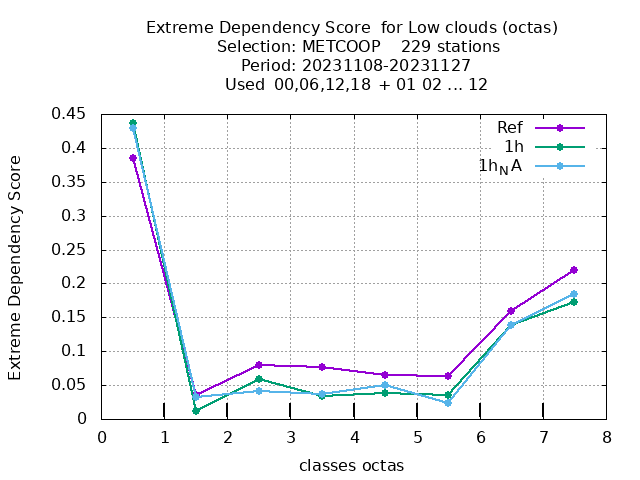 Extreme Dependency Score  for Low clouds (octas)
Selection: METCOOP    229 stations
Period: 20231108-20231127
Used  00,06,12,18 + 01 02 ... 12
Ref
1h
1h_NA
Extreme Dependency Score
0.45
0.4
0.35
0.3
0.25
0.2
0.15
0.1
0.05
0
0 1 2 3 4 5 6 7 8
classes octas